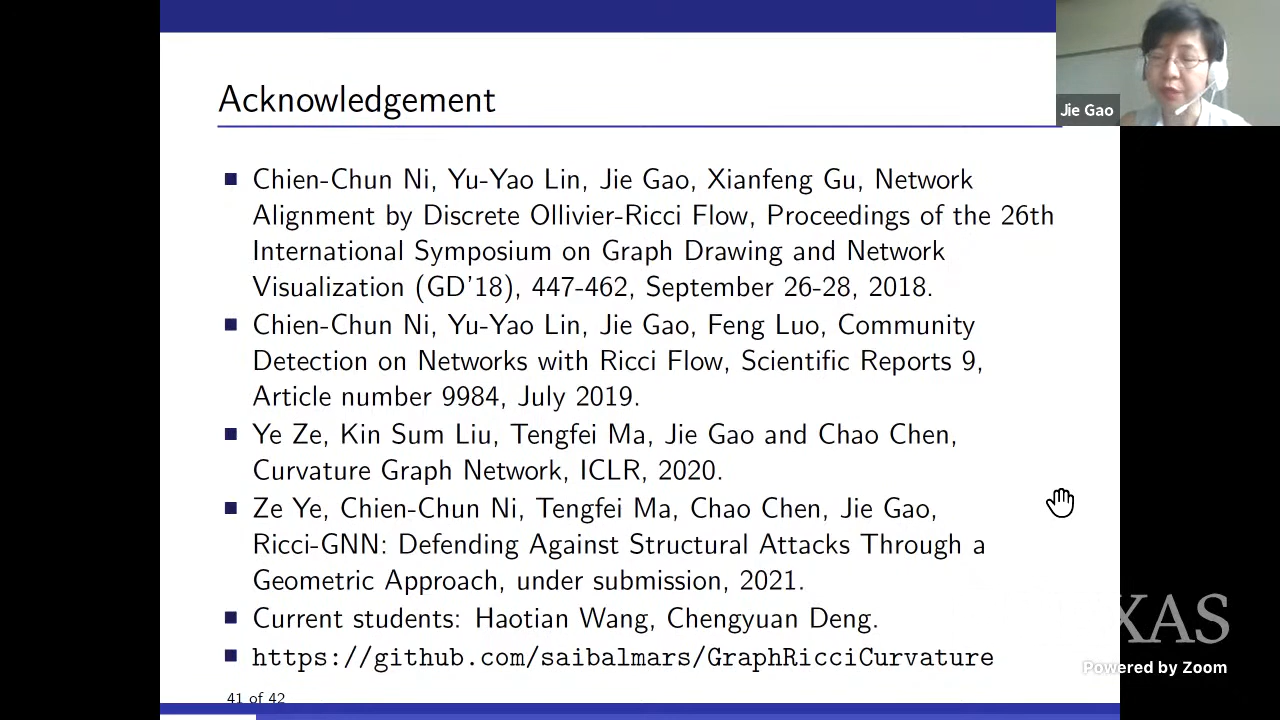 Acknowledgement
Jie Gao
Chien-Chun Ni, Yu-Yao Lin, Jie Gao, Xianfeng Gu, Network
Alignment by Discrete Ollivier-Ricci Flow, Proceedings of the 26th
International Symposium on Graph Drawing and Network
Visualization (GD'18), 447-462, September 26-28, 2018.
Chien-Chun Ni, Yu-Yao Lin, Jie Gao, Feng Luo, Community
Detection on Networks with Ricci Flow, Scientific Reports 9,
Article number 9984, July 2019.
Ye Ze, Kin Sum Liu, Tengfei Ma, Jie Gao and Chao Chen,
Curvature Graph Network, ICLR, 2020.
Ze Ye, Chien-Chun Ni, Tengfei Ma, Chao Chen, Jie Gao,
Ricci-GNN: Defending Against Structural Attacks Through a
Geometric Approach, under submission, 2021.
Current students: Haotian Wang, Chengyuan Deng.
https://github.com/saibalmars/GraphRicciCurvature
41 of 42
XAS
Powered by Zoom